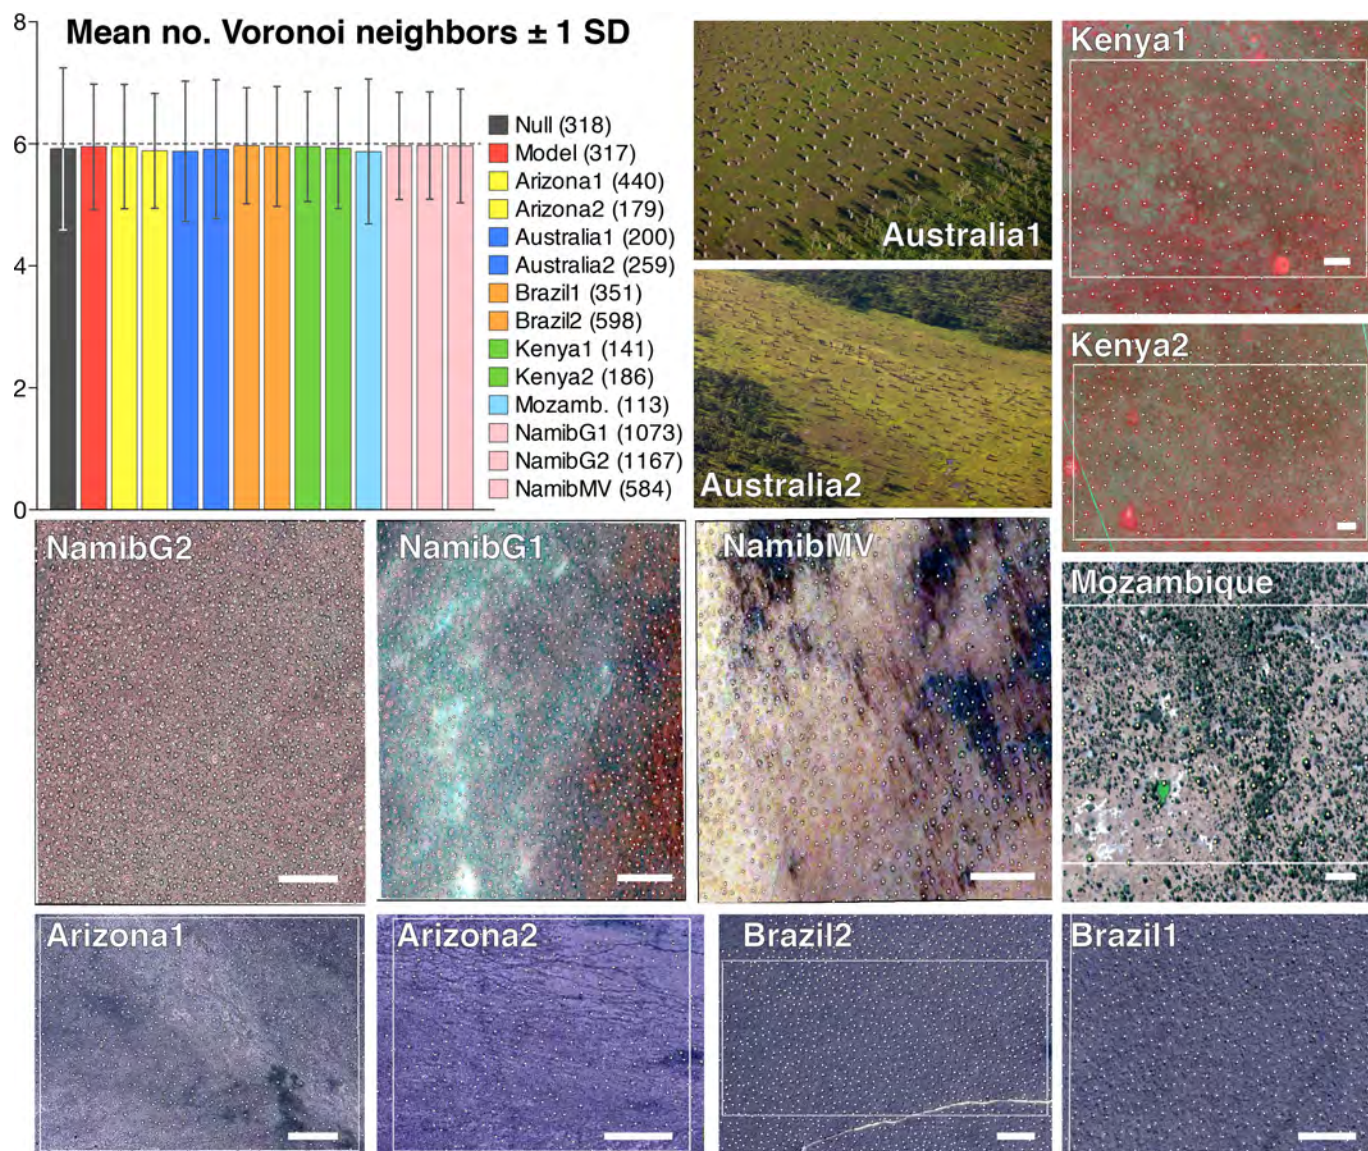 Mean no. Voronoi neighbors ± 1 SD
8
6
4
2
0
Null (318)
Model (317)
Arizona1 (440)
Arizona2 (179)
Australia1 (200)
Australia2 (259)
Brazil1 (351)
Brazil2 (598)
Kenya1 (141)
Kenya2 (186)
Mozamb. (113)
NamibG1 (1073)
NamibG2 (1167)
NamibMV (584)
Australia1
Kenya1
Australia2
Kenya2
NamibG2
NamibG1
NamibMV
Mozambique
Arizona1
Arizona2
Brazil2
Brazil1